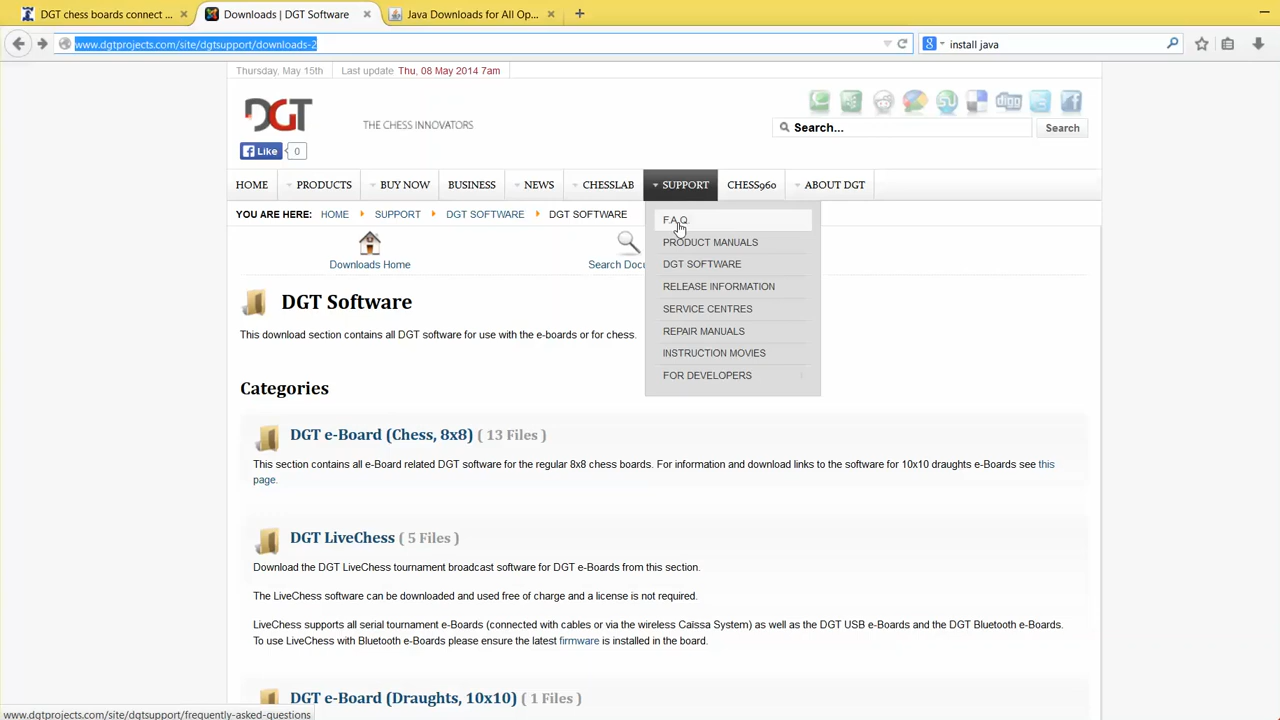 DGT chess boards connect ...
Downloads | DGT Software
Java Downloads for All Op...
www.dgtprojects.com/site/dgtsupport/downloads-2
install java
Thursday, May 15th
Last update Thu, 08 May 2014 7am
DGT
THE CHESS INNOVATORS
digg
Search...
Search
Like
0
HOME
PRODUCTS
BUY NOW
BUSINESS
NEWS
CHESSLAB
SUPPORT
CHESS960
ABOUT DGT
YOU ARE HERE: HOME SUPPORT DGT SOFTWARE DGT SOFTWARE
F.A.Q.
PRODUCT MANUALS
DGT SOFTWARE
RELEASE INFORMATION
SERVICE CENTRES
REPAIR MANUALS
INSTRUCTION MOVIES
FOR DEVELOPERS
Downloads Home
Search Docu
DGT Software
This download section contains all DGT software for use with the e-boards or for chess.
Categories
DGT e-Board (Chess, 8x8) ( 13 Files )
This section contains all e-Board related DGT software for the regular 8x8 chess boards. For information and download links to the software for 10x10 draughts e-Boards see this
page.
DGT LiveChess ( 5 Files )
Download the DGT LiveChess tournament broadcast software for DGT e-Boards from this section.
The LiveChess software can be downloaded and used free of charge and a license is not required.
LiveChess supports all serial tournament e-Boards (connected with cables or via the wireless Caïssa System) as well as the DGT USB e-Boards and the DGT Bluetooth e-Boards.
To use LiveChess with Bluetooth e-Boards please ensure the latest firmware is installed in the board.
DGT e-Board (Draughts, 10x10) ( 1 Files )
www.dgtprojects.com/site/dgtsupport/frequently-asked-questions